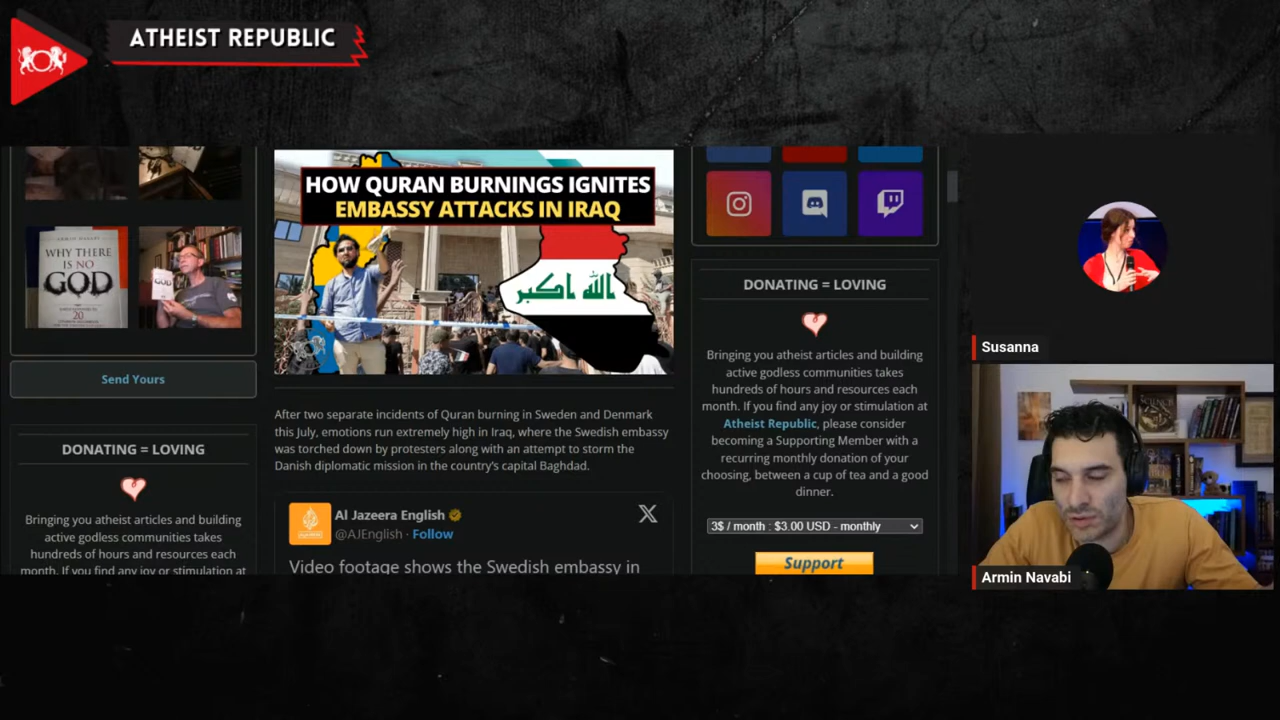 ATHEIST REPUBLIC
WHY THERE
IS NO
GOD
20
GOD
Send Yours
DONATING = LOVING
Bringing you atheist articles and building
active godless communities takes
hundreds of hours and resources each
month. If you find any joy or stimulation at
HOW QURAN BURNINGS IGNITES
EMBASSY ATTACKS IN IRAQ
الله اكبر
After two separate incidents of Quran burning in Sweden and Denmark
this July, emotions run extremely high in Iraq, where the Swedish embassy
was torched down by protesters along with an attempt to storm the
Danish diplomatic mission in the country's capital Baghdad.
Al Jazeera English
@AJEnglish · Follow
Video footage shows the Swedish embassy in
DONATING = LOVING
Bringing you atheist articles and building
active godless communities takes
hundreds of hours and resources each
month. If you find any joy or stimulation at
Atheist Republic, please consider
becoming a Supporting Member with a
recurring monthly donation of your
choosing, between a cup of tea and a good
dinner.
3$ / month : $3.00 USD - monthly
Support
Susanna
SCIENCE
Armin Navabi